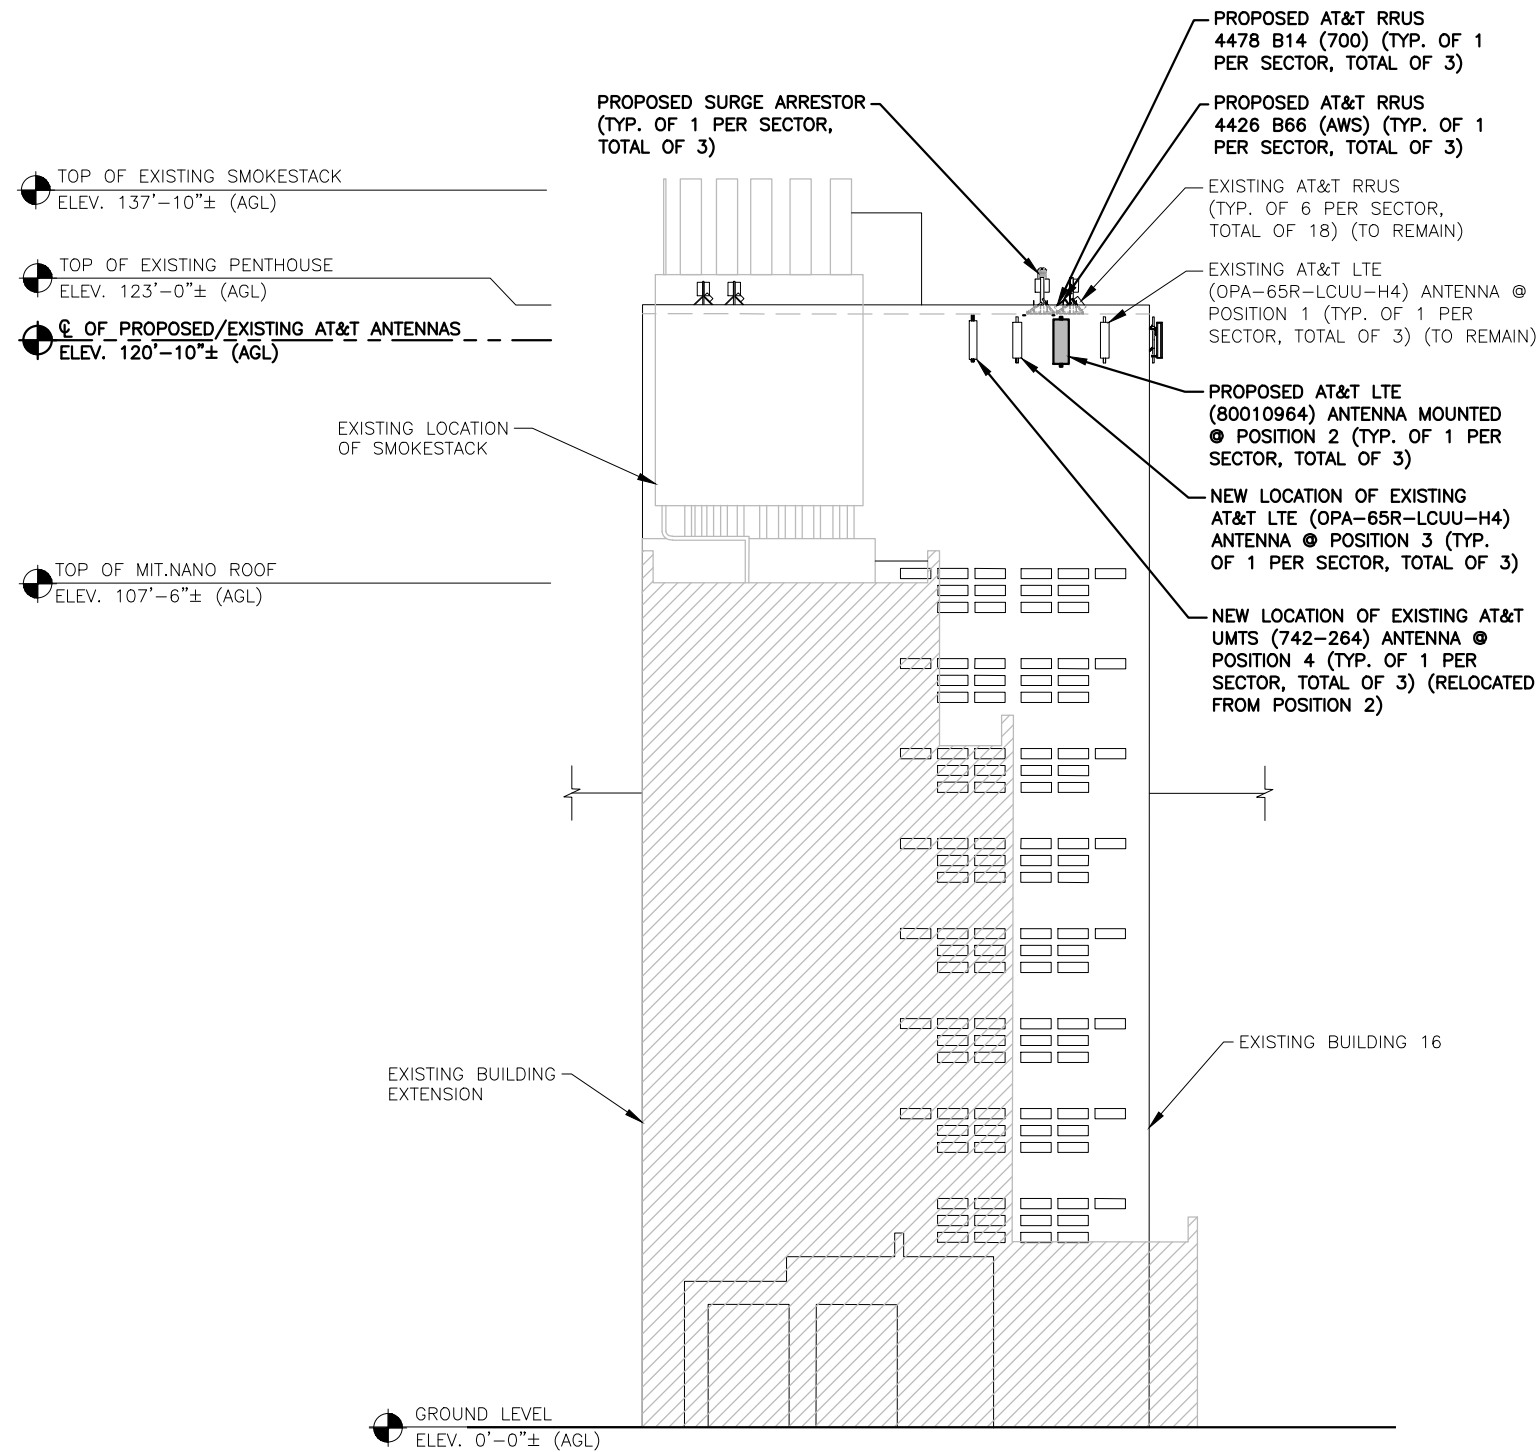 PROPOSED AT&T RRUS
4478 B14 (700) (TYP. OF 1
PER SECTOR, TOTAL OF 3)
PROPOSED SURGE ARRESTOR
(TYP. OF 1 PER SECTOR,
TOTAL OF 3)
PROPOSED AT&T RRUS
4426 B66 (AWS) (TYP. OF 1
PER SECTOR, TOTAL OF 3)
TOP OF EXISTING SMOKESTACK
ELEV. 137'-10"± (AGL)
EXISTING AT&T RRUS
(TYP. OF 6 PER SECTOR,
TOTAL OF 18) (TO REMAIN)
TOP OF EXISTING PENTHOUSE
ELEV. 123'-0"± (AGL)
EXISTING AT&T LTE
(OPA-65R-LCUU-H4) ANTENNA @
POSITION 1 (TYP. OF 1 PER
SECTOR, TOTAL OF 3) (TO REMAIN)
℄ OF PROPOSED/EXISTING AT&T ANTENNAS
ELEV. 120'-10"± (AGL)
PROPOSED AT&T LTE
(80010964) ANTENNA MOUNTED
@ POSITION 2 (TYP. OF 1 PER
SECTOR, TOTAL OF 3)
EXISTING LOCATION
OF SMOKESTACK
NEW LOCATION OF EXISTING
AT&T LTE (OPA-65R-LCUU-H4)
ANTENNA @ POSITION 3 (TYP.
OF 1 PER SECTOR, TOTAL OF 3)
TOP OF MIT.NANO ROOF
ELEV. 107'-6"± (AGL)
NEW LOCATION OF EXISTING AT&T
UMTS (742-264) ANTENNA @
POSITION 4 (TYP. OF 1 PER
SECTOR, TOTAL OF 3) (RELOCATED
FROM POSITION 2)
EXISTING BUILDING 16
EXISTING BUILDING
EXTENSION
GROUND LEVEL
ELEV. 0'-0"± (AGL)